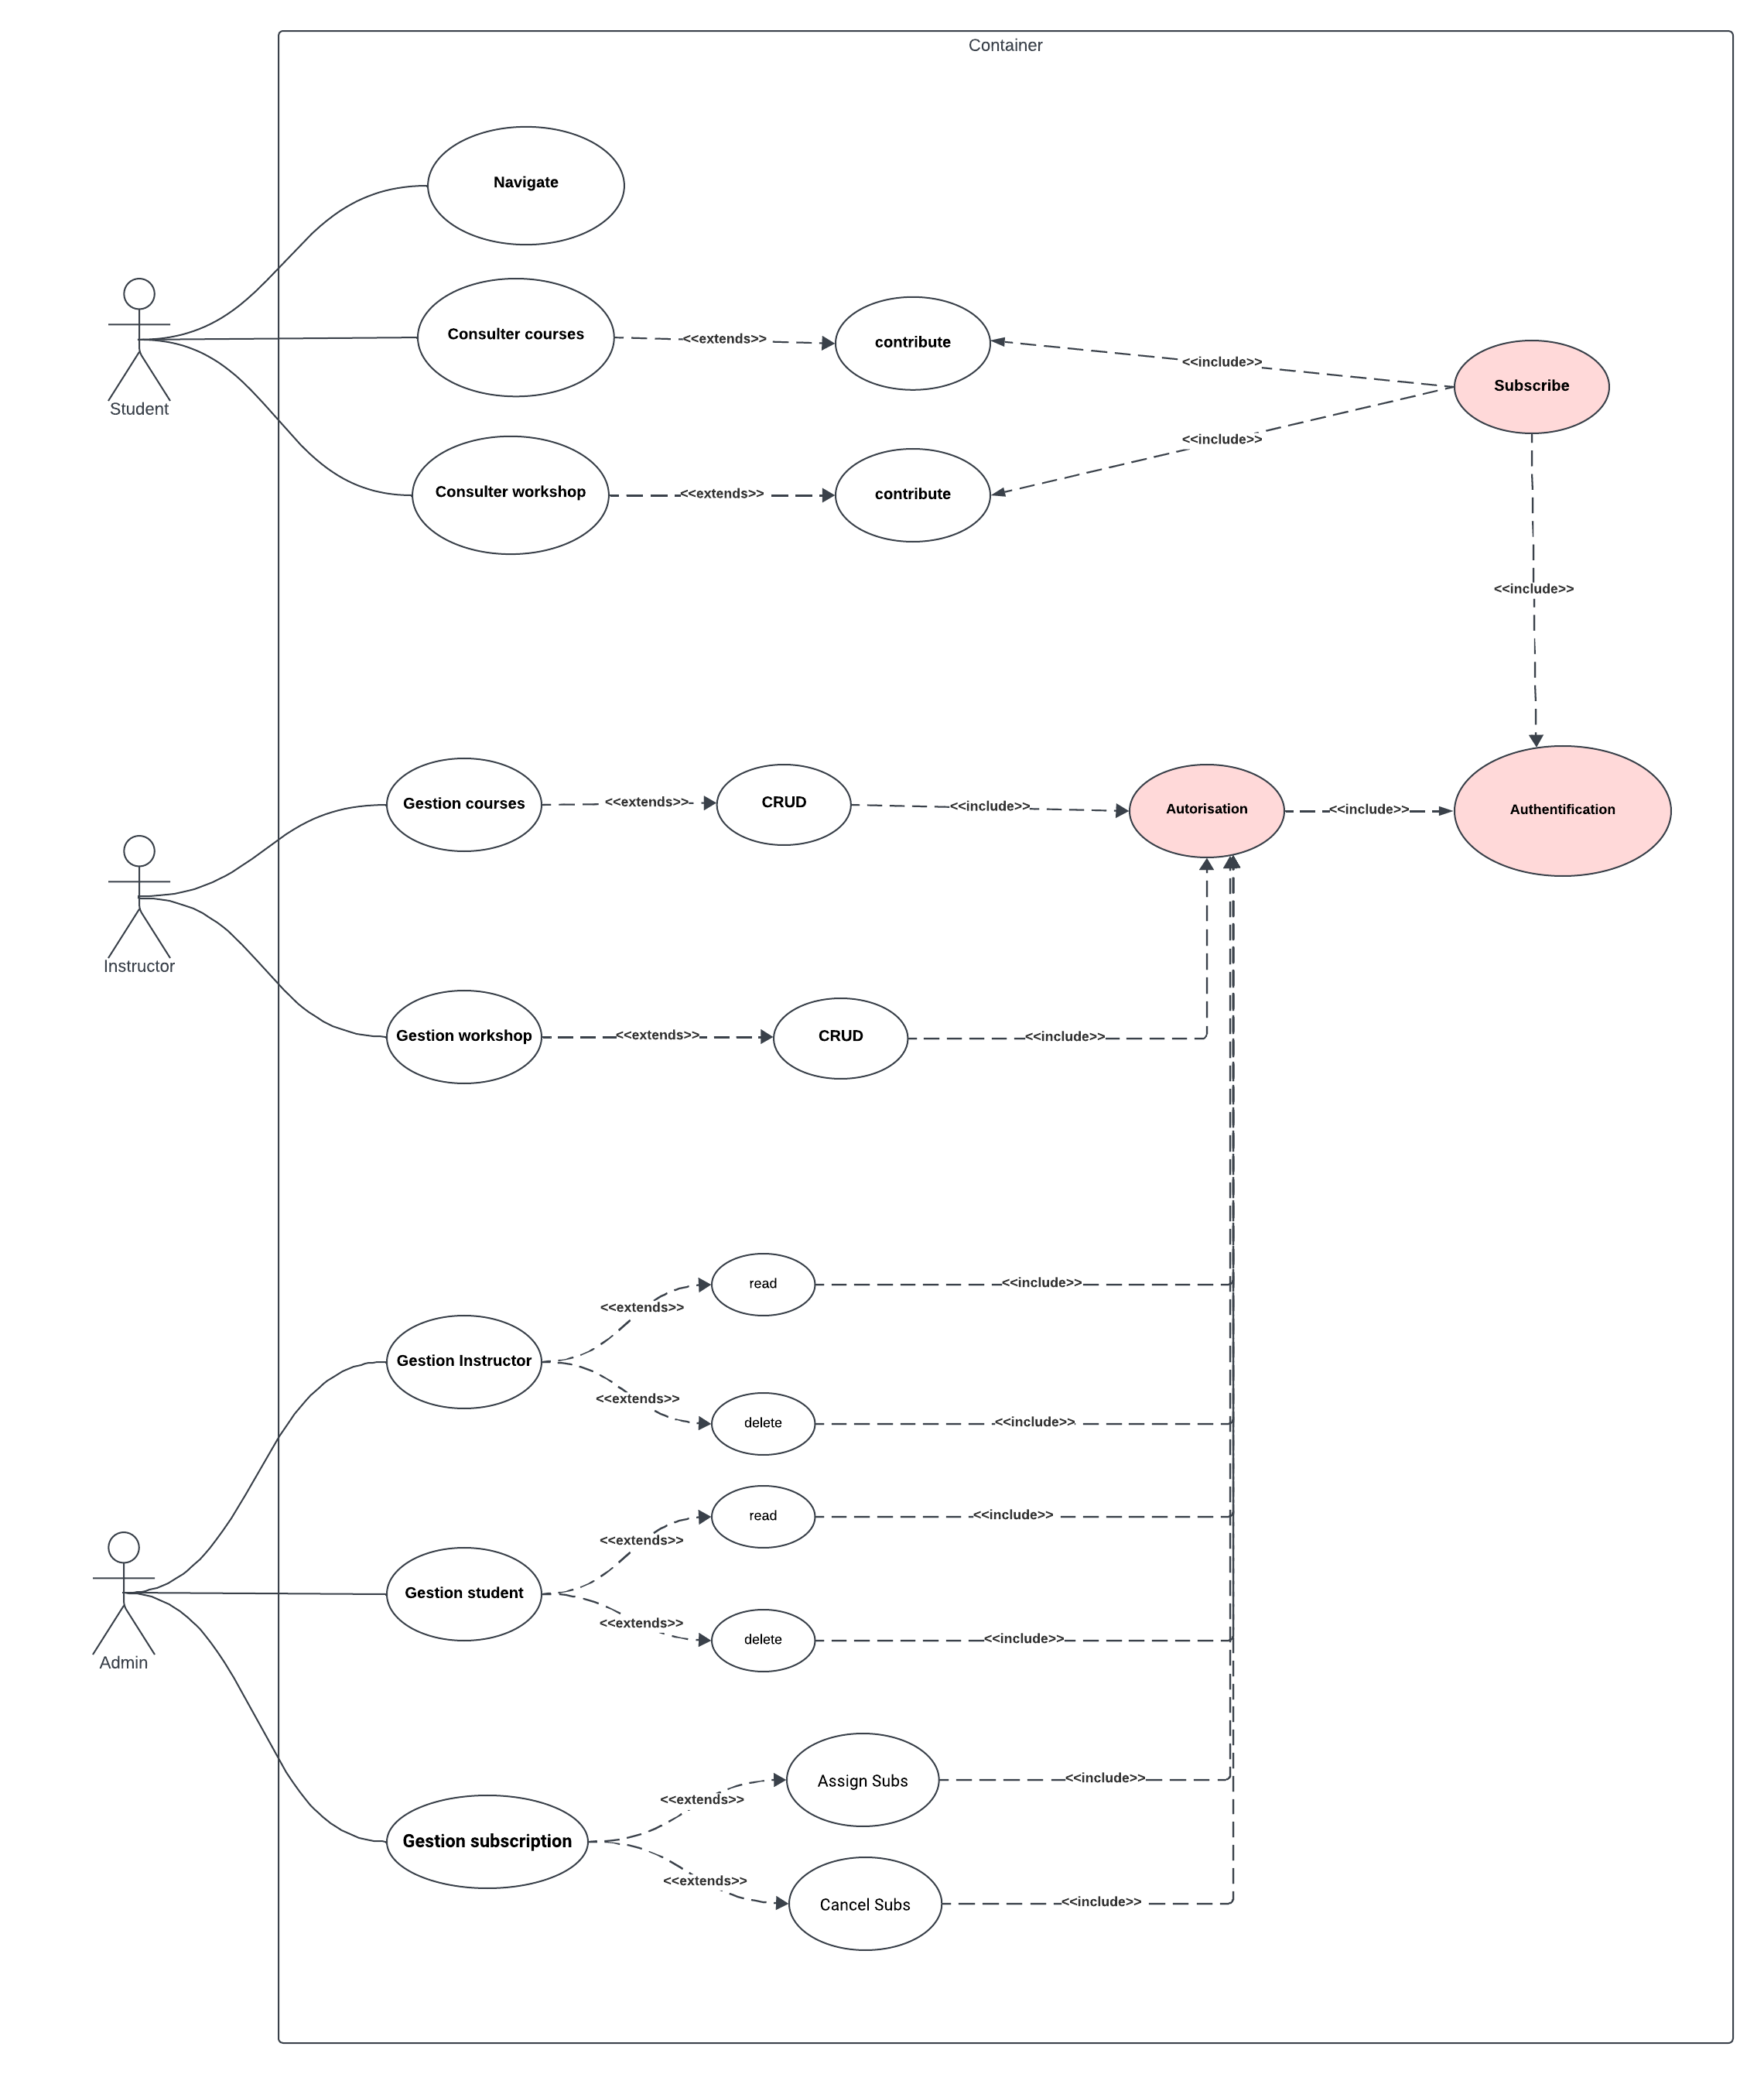 Container
Navigate
Consulter courses
<<extends>>
contribute
<<include>>
Subscribe
Student
<<include>>
Consulter workshop
<<extends>>
contribute
<<include>>
Gestion courses
<<extends>>
CRUD
<<include>>
Autorisation
<<include>>
Authentification
Instructor
Gestion workshop
<<extends>>
CRUD
<<include>>
read
<<include>>
<<extends>>
Gestion Instructor
<<extends>>
delete
<<include>>
read
<<include>>
<<extends>>
Gestion student
<<extends>>
delete
<<include>>
Admin
Assign Subs
<<include>>
<<extends>>
Gestion subscription
<<extends>>
Cancel Subs
<<include>>